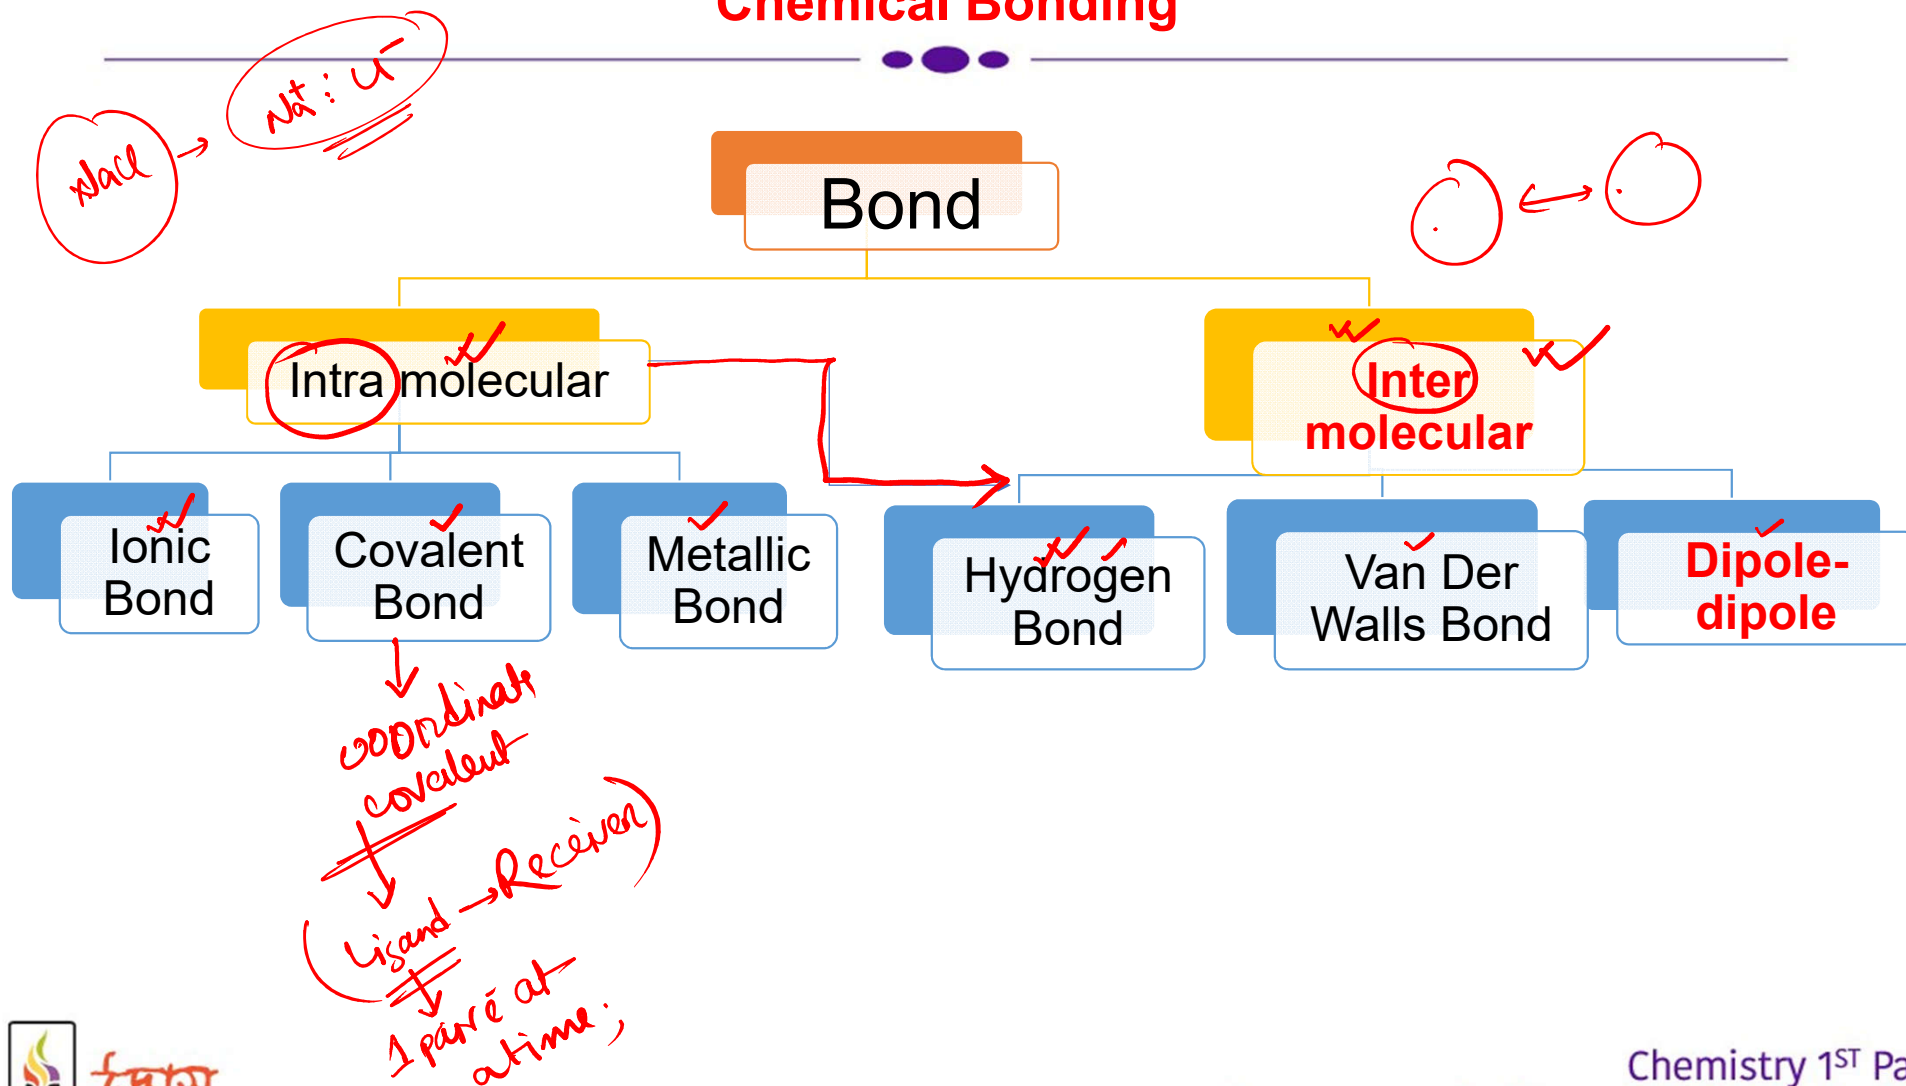 Chemical Bonding
Na⁺ : Cl⁻
NaCl →
Bond
Intra molecular
Inter
molecular
Ionic
Bond
Covalent
Bond
Metallic
Bond
Hydrogen
Bond
Van Der
Walls Bond
Dipole-
dipole
coordinate
covalent
(Ligand → Receiver)
1 pair é at
a time;
Chemistry 1ST Pa